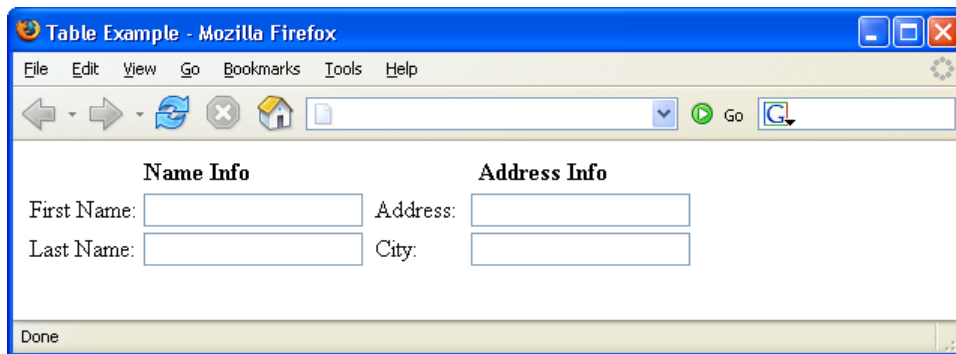 Table Example - Mozilla Firefox
File Edit View Go Bookmarks Tools Help
Go G
Name Info Address Info
First Name: Address:
Last Name: City:
Done